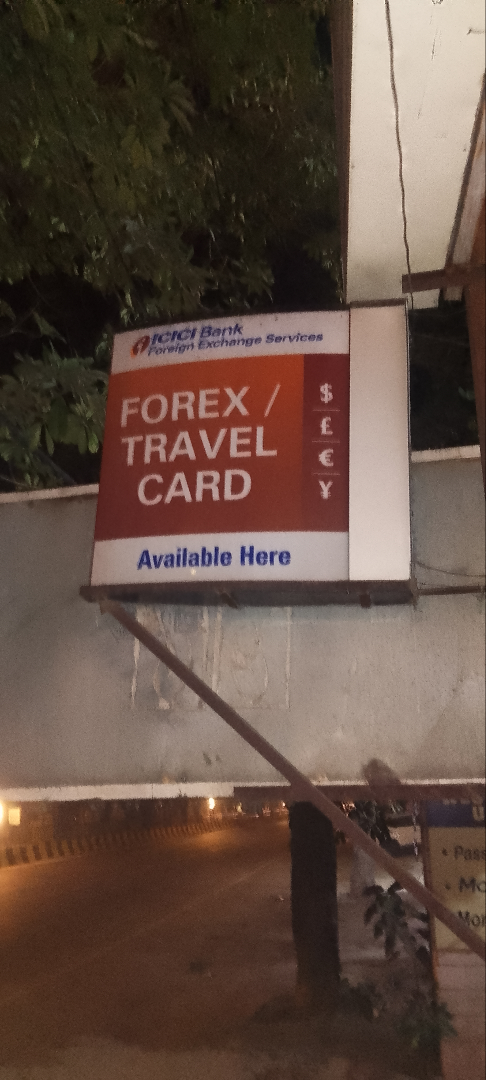 ICICI Bank
Foreign Exchange Services
FOREX /
TRAVEL
CARD
$
£
€
¥
Available Here